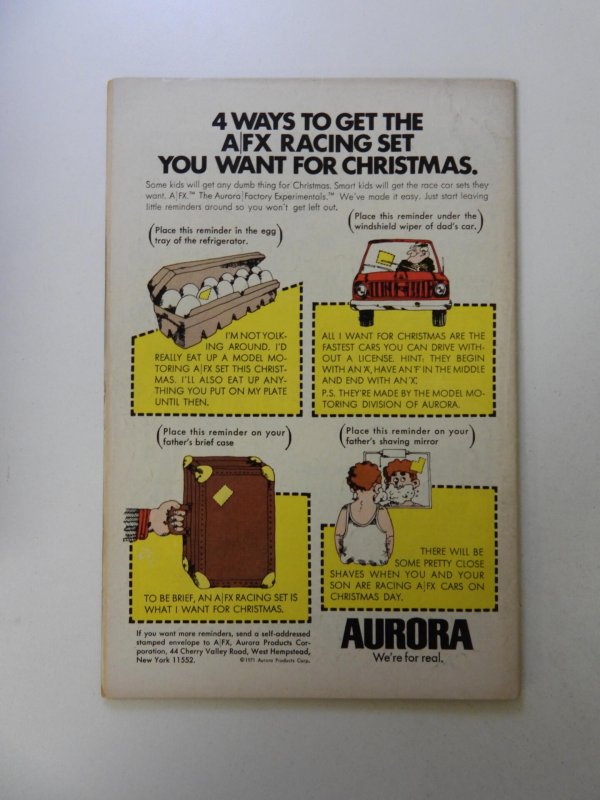 4 WAYS TO GET THE
A|FX RACING SET
YOU WANT FOR CHRISTMAS.
Some kids will get any dumb thing for Christmas. Smart kids will get the race car sets they
want. A|FX.™ The Aurora|Factory Experimentals.™ We've made it easy. Just start leaving
little reminders around so you won't get left out.
(Place this reminder in the egg
tray of the refrigerator.)
I'M NOT YOLK-
ING AROUND. I'D
REALLY EAT UP A MODEL MO-
TORING A|FX SET THIS CHRIST-
MAS. I'LL ALSO EAT UP ANY-
THING YOU PUT ON MY PLATE
UNTIL THEN.
(Place this reminder under the
windshield wiper of dad's car.)
ALL I WANT FOR CHRISTMAS ARE THE
FASTEST CARS YOU CAN DRIVE WITH-
OUT A LICENSE. HINT: THEY BEGIN
WITH AN 'A', HAVE AN 'F' IN THE MIDDLE
AND END WITH AN 'X'.
P.S. THEY'RE MADE BY THE MODEL MO-
TORING DIVISION OF AURORA.
(Place this reminder on your
father's brief case)
TO BE BRIEF, AN A|FX RACING SET IS
WHAT I WANT FOR CHRISTMAS.
(Place this reminder on your
father's shaving mirror)
THERE WILL BE
SOME PRETTY CLOSE
SHAVES WHEN YOU AND YOUR
SON ARE RACING A|FX CARS ON
CHRISTMAS DAY.
If you want more reminders, send a self-addressed
stamped envelope to A|FX, Aurora Products Cor-
poration, 44 Cherry Valley Road, West Hempstead,
New York 11552. ©1971 Aurora Products Corp.
AURORA
We're for real.